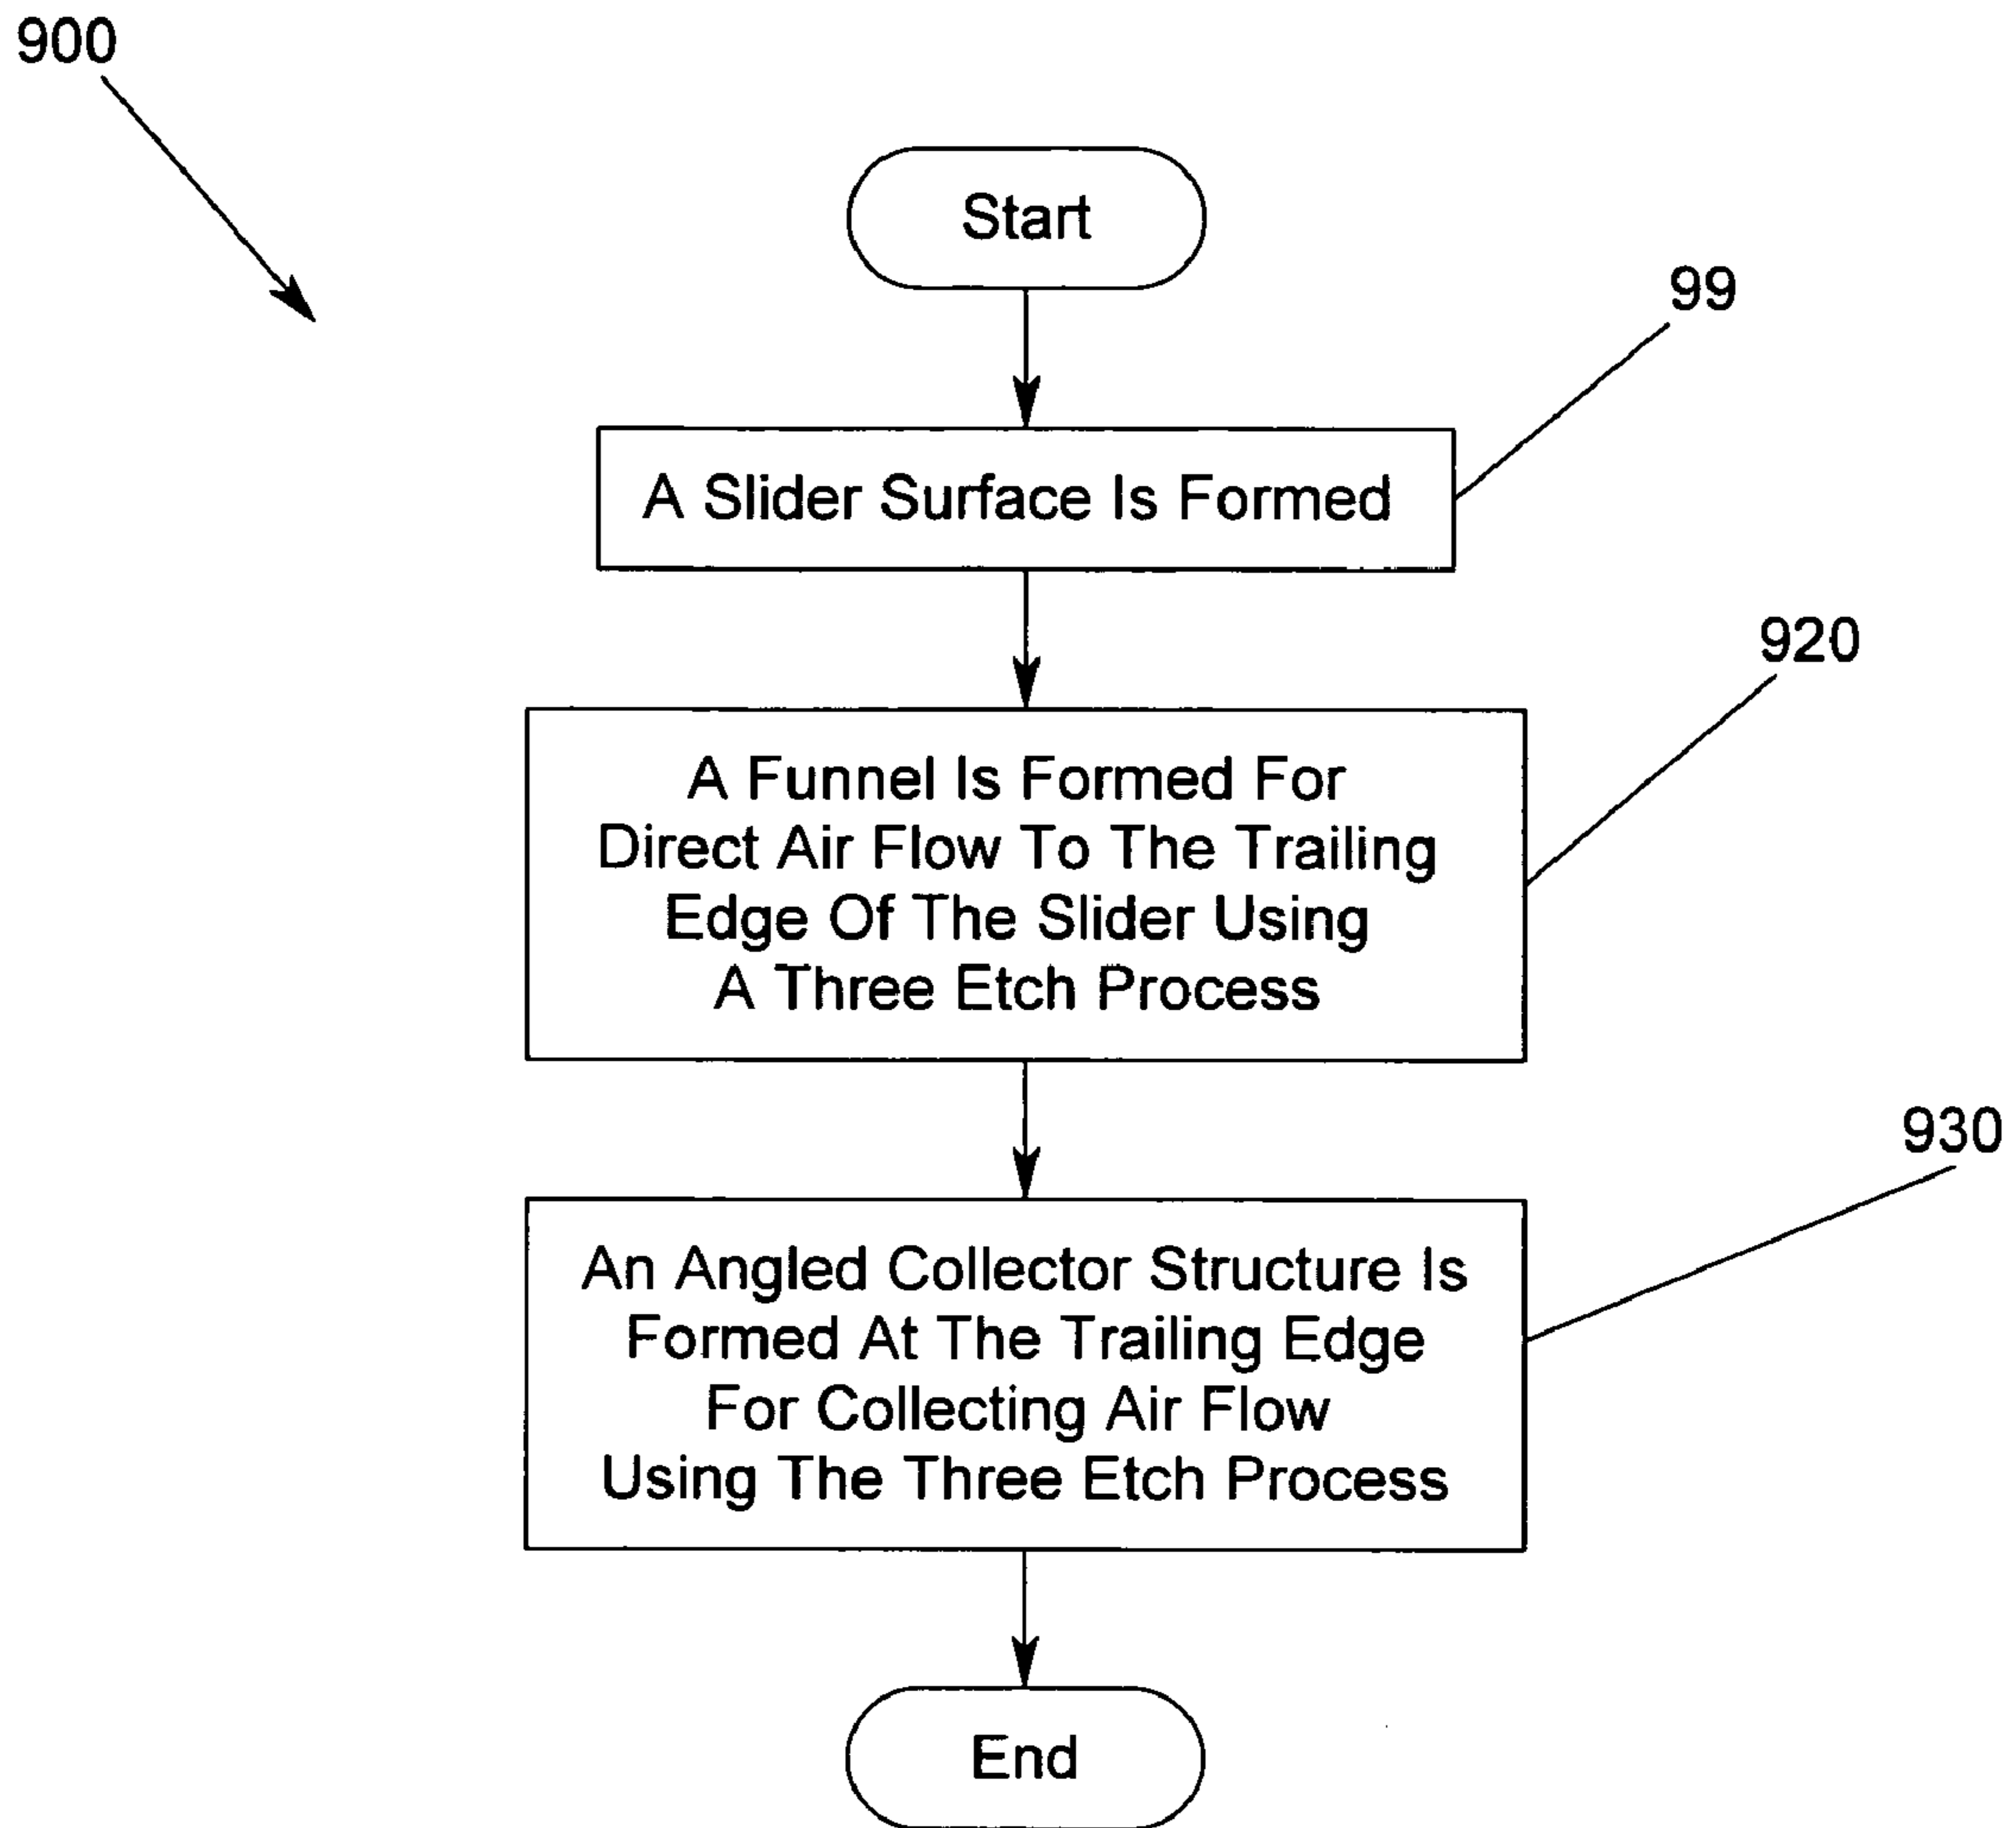 900
Start
99
A Slider Surface Is Formed
920
A Funnel Is Formed For
Direct Air Flow To The Trailing
Edge Of The Slider Using
A Three Etch Process
930
An Angled Collector Structure Is
Formed At The Trailing Edge
For Collecting Air Flow
Using The Three Etch Process
End